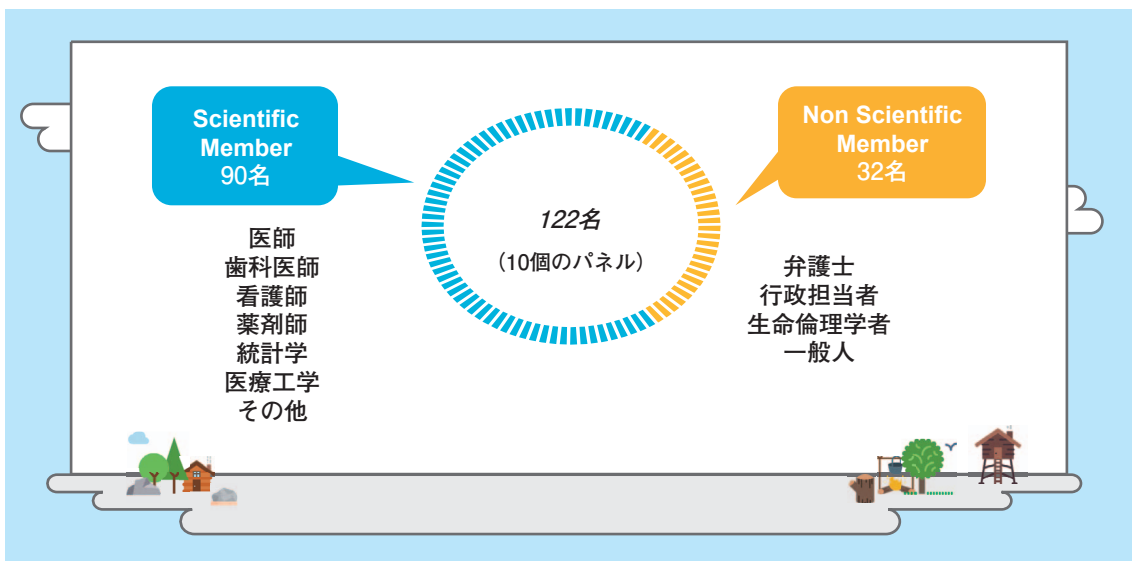 Scientific
Member
90名
医師
歯科医師
看護師
薬剤師
統計学
医療工学
その他
122名
(10個のパネル)
Non Scientific
Member
32名
弁護士
行政担当者
生命倫理学者
一般人